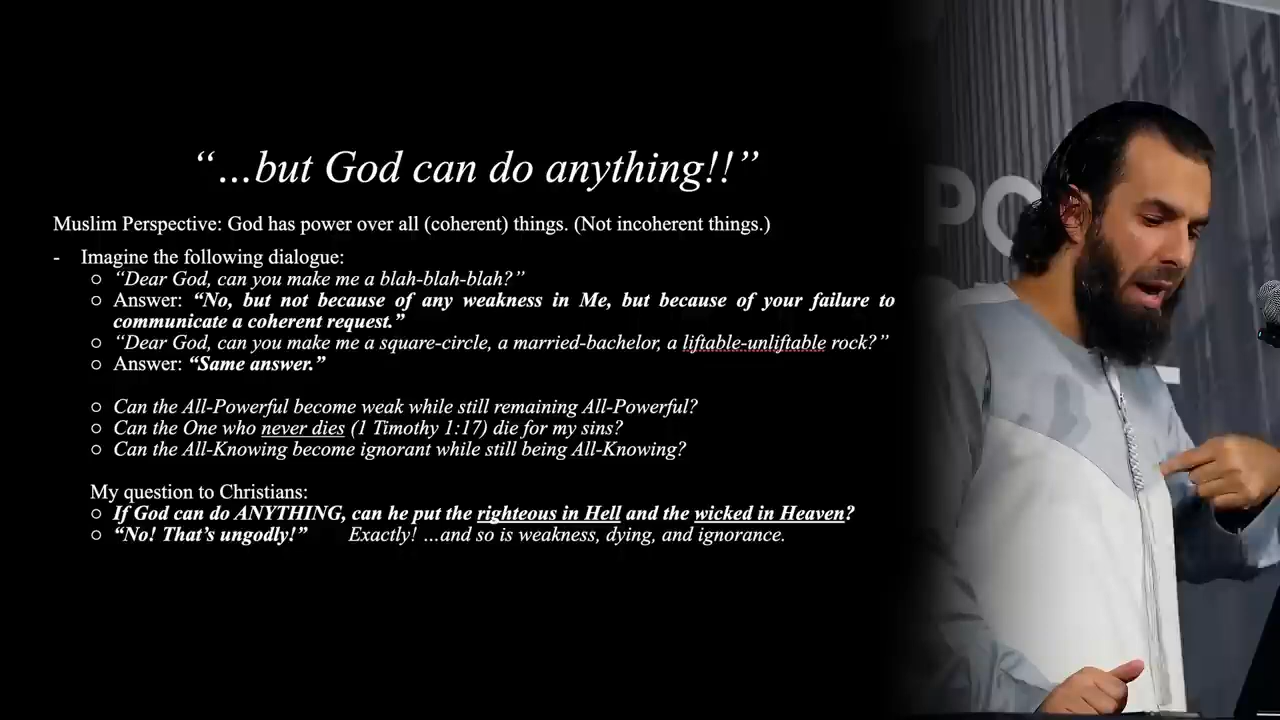 “...but God can do anything!!”
Muslim Perspective: God has power over all (coherent) things. (Not incoherent things.)
- Imagine the following dialogue:
○ “Dear God, can you make me a blah-blah-blah?”
○ Answer: “No, but not because of any weakness in Me, but because of your failure to
communicate a coherent request.”
○ “Dear God, can you make me a square-circle, a married-bachelor, a liftable-unliftable rock?”
○ Answer: “Same answer.”
○ Can the All-Powerful become weak while still remaining All-Powerful?
○ Can the One who never dies (1 Timothy 1:17) die for my sins?
○ Can the All-Knowing become ignorant while still being All-Knowing?
My question to Christians:
○ If God can do ANYTHING, can he put the righteous in Hell and the wicked in Heaven?
○ “No! That’s ungodly!” Exactly! ...and so is weakness, dying, and ignorance.
PO